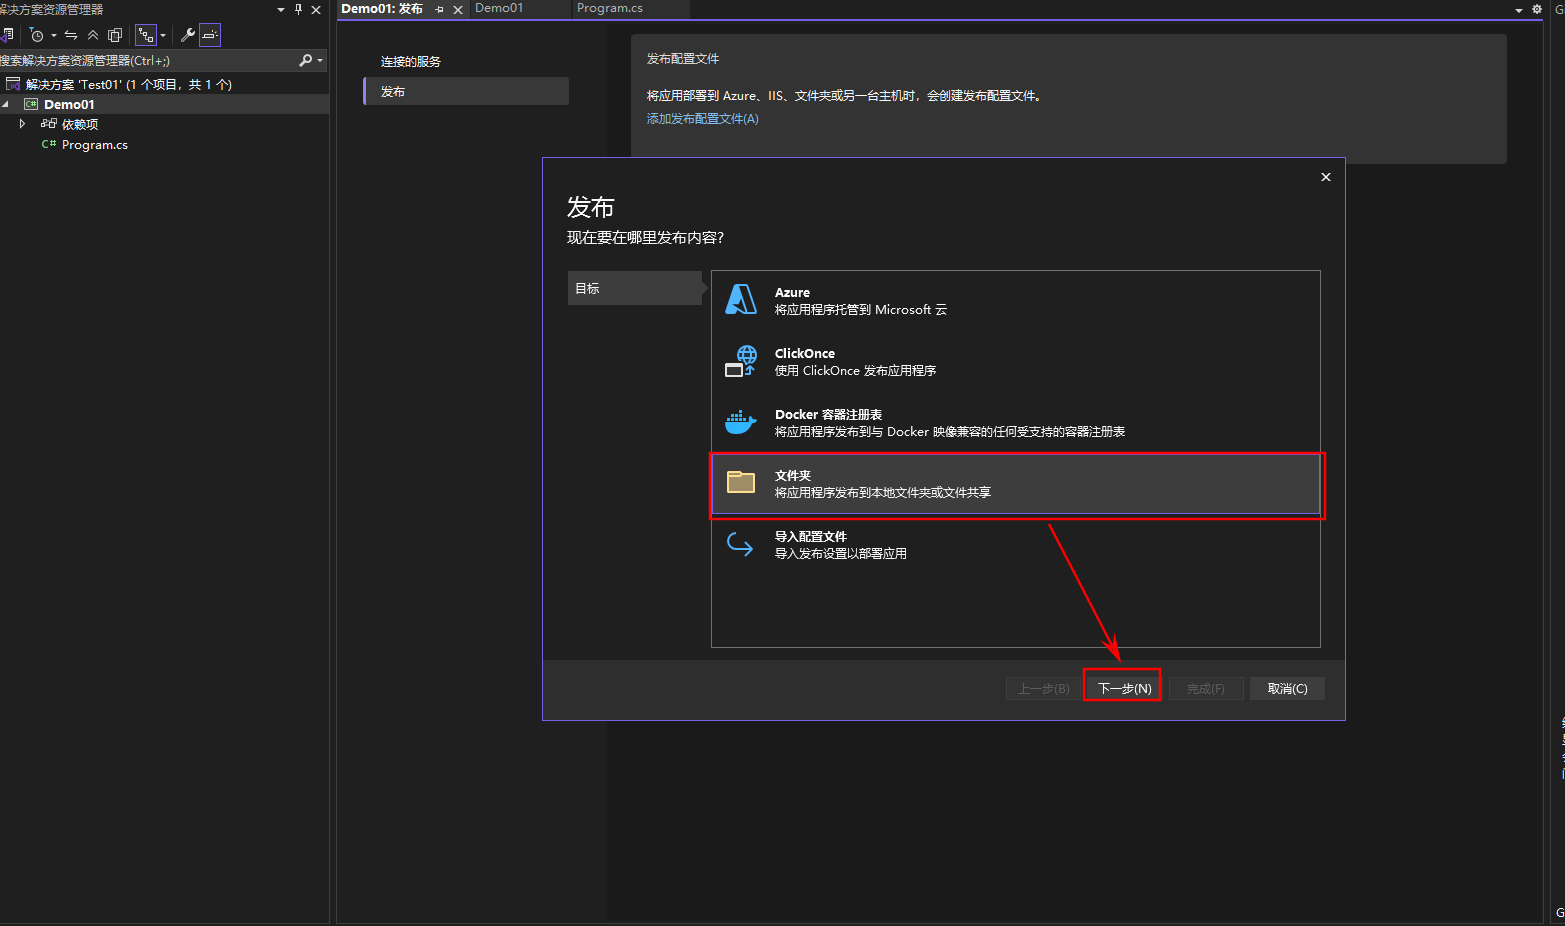 解决方案资源管理器
搜索解决方案资源管理器(Ctrl+;)
解决方案 'Test01' (1 个项目，共 1 个)
Demo01
依赖项
C# Program.cs
Demo01: 发布
Demo01
Program.cs
连接的服务
发布
发布配置文件
将应用部署到 Azure、IIS、文件夹或另一台主机时，会创建发布配置文件。
添加发布配置文件(A)
发布
现在要在哪里发布内容?
目标
Azure
将应用程序托管到 Microsoft 云
ClickOnce
使用 ClickOnce 发布应用程序
Docker 容器注册表
将应用程序发布到与 Docker 映像兼容的任何受支持的容器注册表
文件夹
将应用程序发布到本地文件夹或文件共享
导入配置文件
导入发布设置以部署应用
上一步(B)
下一步(N)
完成(F)
取消(C)
G
G